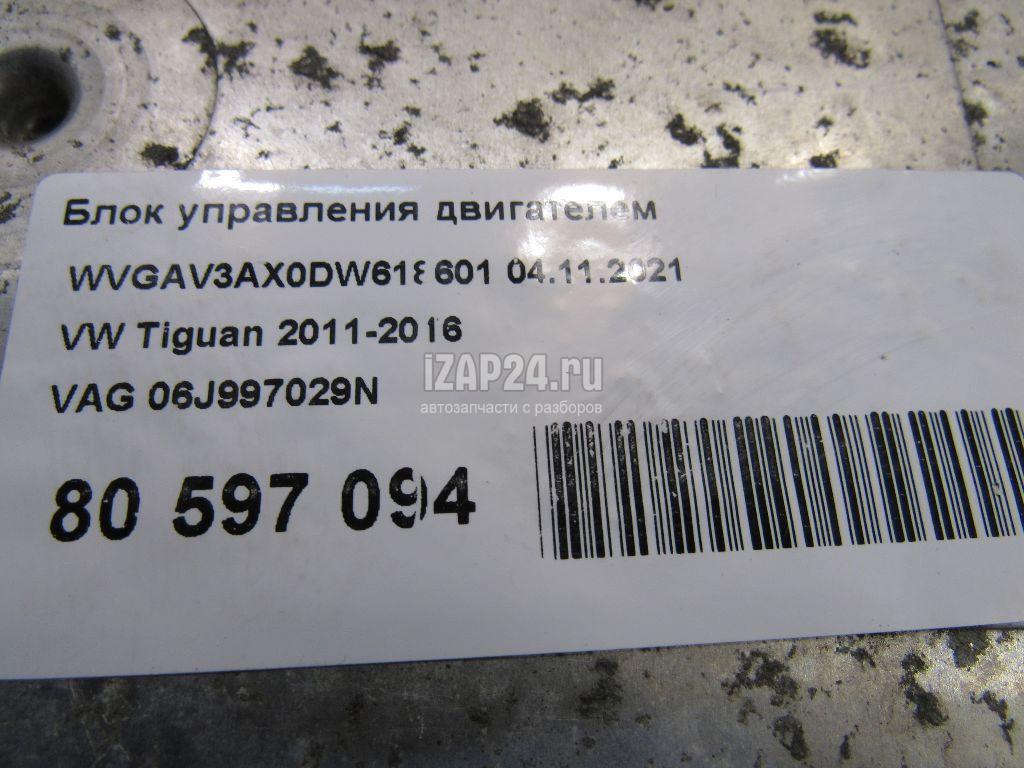 Блок управления двигателем
WVGAV3AX0DW618601 04.11.2021
VW Tiguan 2011-2016
iZAP24.ru
VAG 06J997029N
автозапчасти с разборов
80 597 094